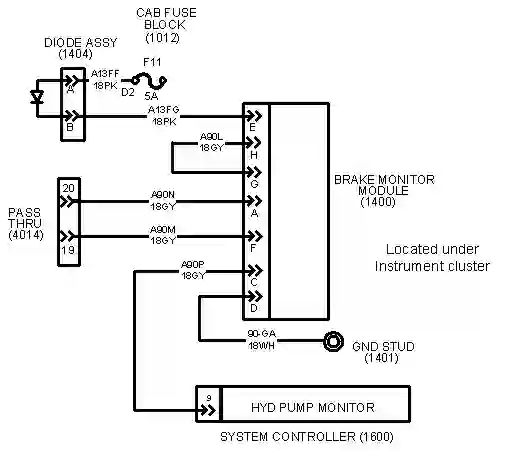 CAB FUSE
BLOCK
(1012)
DIODE ASSY
(1404)
F11
A13FF
18PK
D2
5A
A
B
A13FG
18PK
E
A90L
18GY
H
G
BRAKE MONITOR
MODULE
(1400)
PASS
THRU
(4014)
20
19
A90N
18GY
A
A90M
18GY
F
Located under
Instrument cluster
A90P
18GY
C
D
90-GA
18WH
GND STUD
(1401)
9
HYD PUMP MONITOR
SYSTEM CONTROLLER (1600)